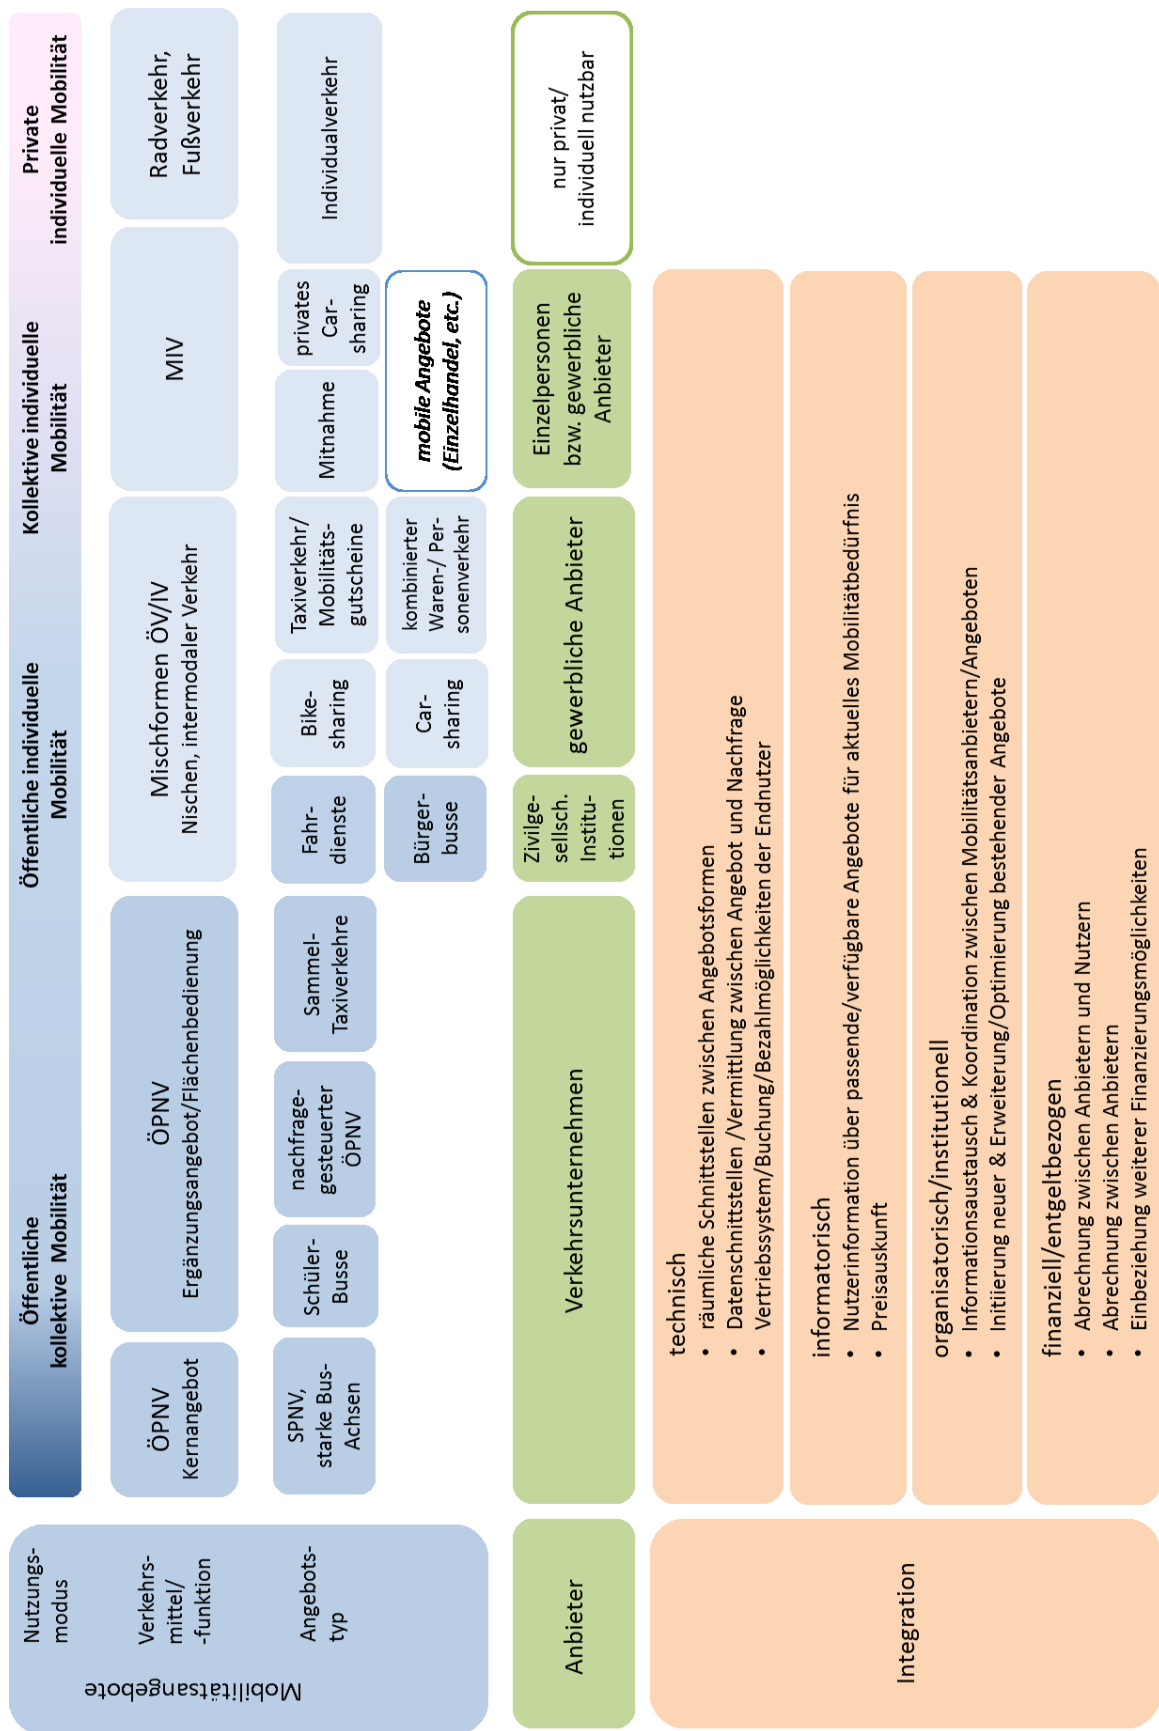 Mobilitätsangebote
Nutzungs-
modus
Öffentliche
kollektive Mobilität
Öffentliche individuelle
Mobilität
Kollektive individuelle
Mobilität
Private
individuelle Mobilität
Verkehrs-
mittel/
-funktion
ÖPNV
Kernangebot
ÖPNV
Ergänzungsangebot/Flächenbedienung
Mischformen ÖV/IV
Nischen, intermodaler Verkehr
MIV
Radverkehr,
Fußverkehr
Angebots-
typ
SPNV,
starke Bus-
Achsen
Schüler-
Busse
nachfrage-
gesteuerter
ÖPNV
Sammel-
Taxiverkehre
Fahr-
dienste
Bike-
sharing
Taxiverkehr/
Mobilitäts-
gutscheine
Mitnahme
privates
Car-
sharing
Individualverkehr
Bürger-
busse
Car-
sharing
kombinierter
Waren-/ Per-
sonenverkehr
mobile Angebote
(Einzelhandel, etc.)
Anbieter
Verkehrsunternehmen
Zivilge-
sellsch.
Institu-
tionen
gewerbliche Anbieter
Einzelpersonen
bzw. gewerbliche
Anbieter
nur privat/
individuell nutzbar
Integration
technisch
• räumliche Schnittstellen zwischen Angebotsformen
• Datenschnittstellen /Vermittlung zwischen Angebot und Nachfrage
• Vertriebssystem/Buchung/Bezahlmöglichkeiten der Endnutzer
informatorisch
• Nutzerinformation über passende/verfügbare Angebote für aktuelles Mobilitätbedürfnis
• Preisauskunft
organisatorisch/institutionell
• Informationsaustausch & Koordination zwischen Mobilitätsanbietern/Angeboten
• Initiierung neuer & Erweiterung/Optimierung bestehender Angebote
finanziell/entgeltbezogen
• Abrechnung zwischen Anbietern und Nutzern
• Abrechnung zwischen Anbietern
• Einbeziehung weiterer Finanzierungsmöglichkeiten